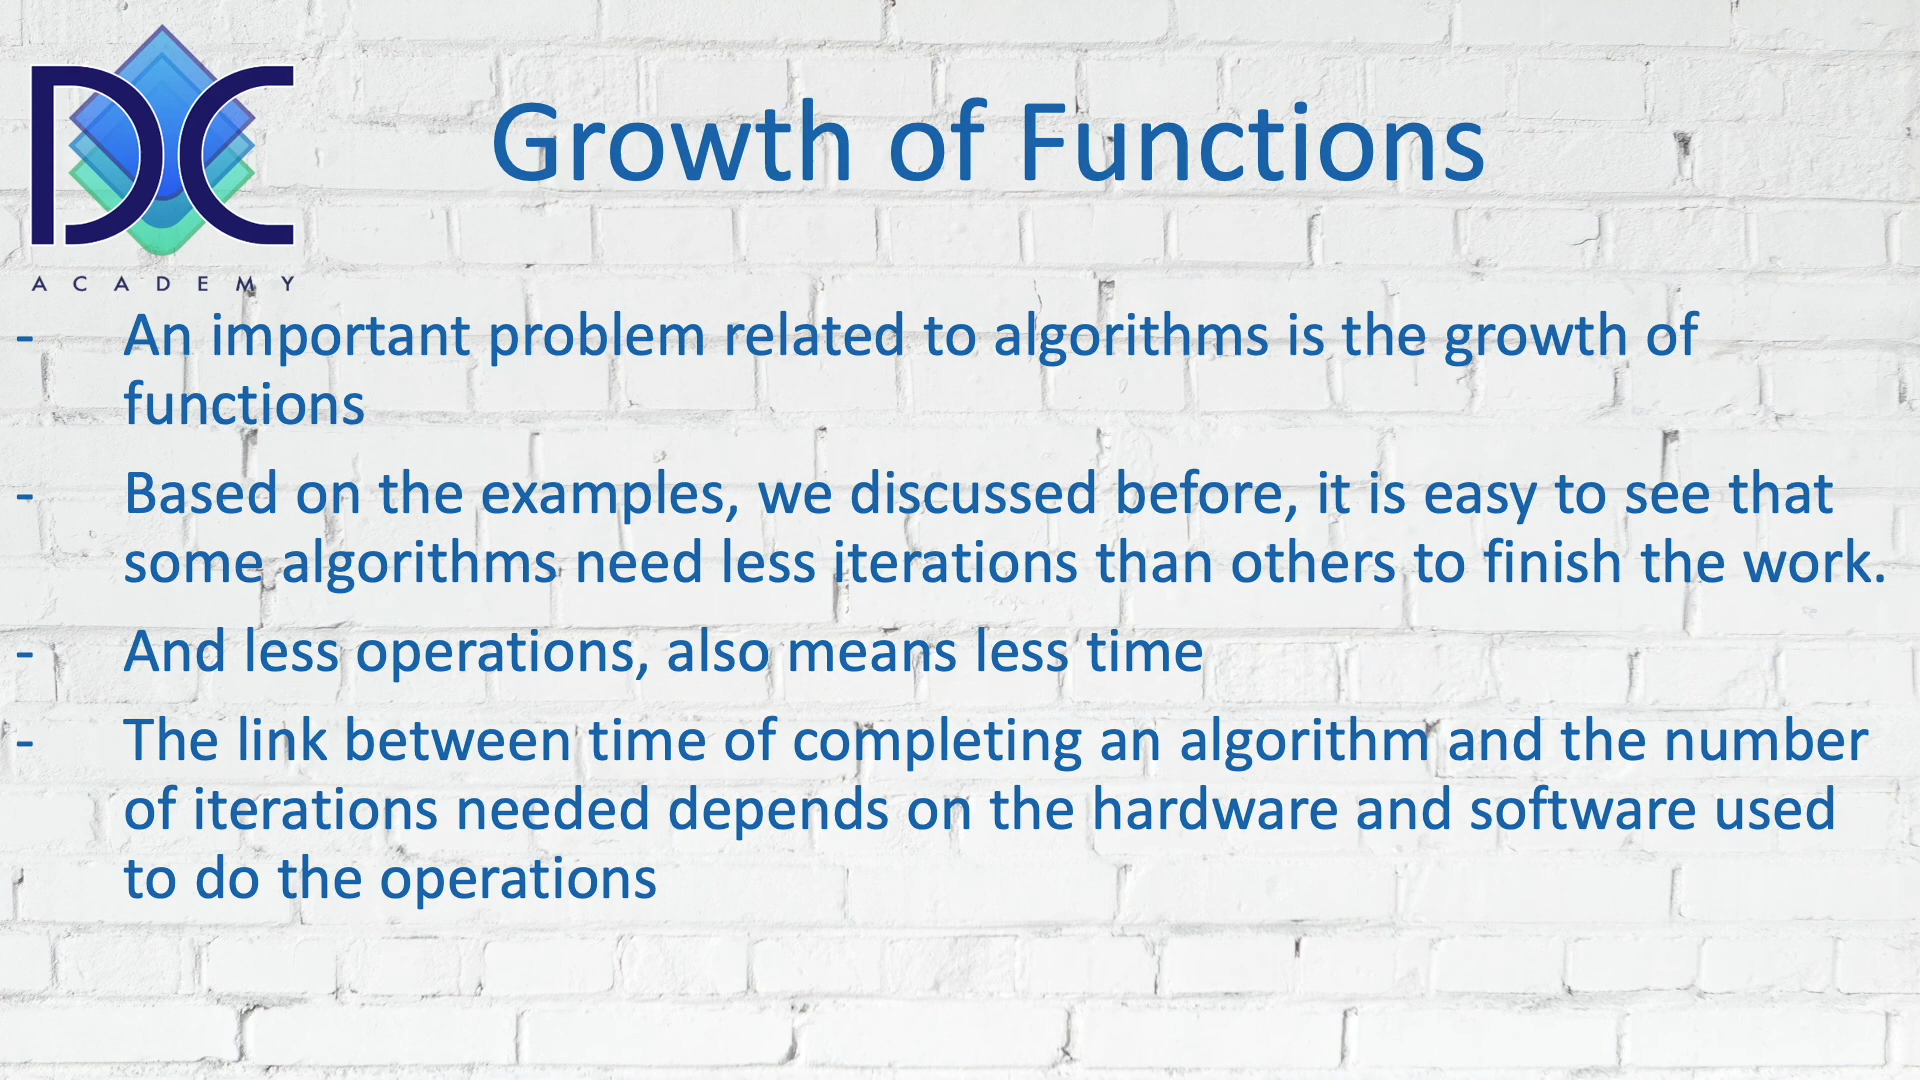 DC
ACADEMY
Growth of Functions
- An important problem related to algorithms is the growth of
functions
- Based on the examples, we discussed before, it is easy to see that
some algorithms need less iterations than others to finish the work.
- And less operations, also means less time
- The link between time of completing an algorithm and the number
of iterations needed depends on the hardware and software used
to do the operations